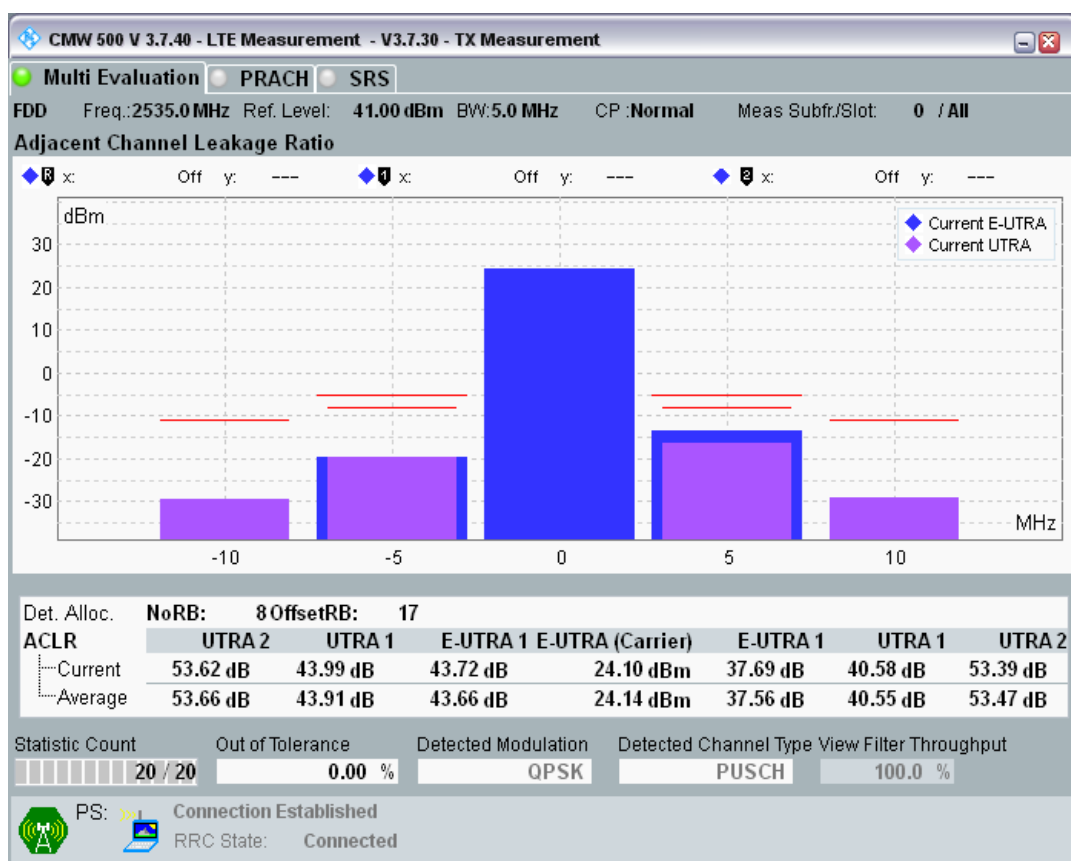 CMW 500 V 3.7.40 - LTE Measurement - V3.7.30 - TX Measurement
Multi Evaluation PRACH SRS
FDD Freq.:2535.0 MHz Ref. Level: 41.00 dBm BW:5.0 MHz CP :Normal Meas Subfr./Slot: 0 / All
Adjacent Channel Leakage Ratio
R x: Off y: --- 1 x: Off y: --- 2 x: Off y: ---
dBm
Current E-UTRA
Current UTRA
30
20
10
0
-10
-20
-30
MHz
-10 -5 0 5 10
Det. Alloc. NoRB: 8 OffsetRB: 17
ACLR UTRA 2 UTRA 1 E-UTRA 1 E-UTRA (Carrier) E-UTRA 1 UTRA 1 UTRA 2
Current 53.62 dB 43.99 dB 43.72 dB 24.10 dBm 37.69 dB 40.58 dB 53.39 dB
Average 53.66 dB 43.91 dB 43.66 dB 24.14 dBm 37.56 dB 40.55 dB 53.47 dB
Statistic Count Out of Tolerance Detected Modulation Detected Channel Type View Filter Throughput
20 / 20 0.00 % QPSK PUSCH 100.0 %
PS: Connection Established
RRC State: Connected